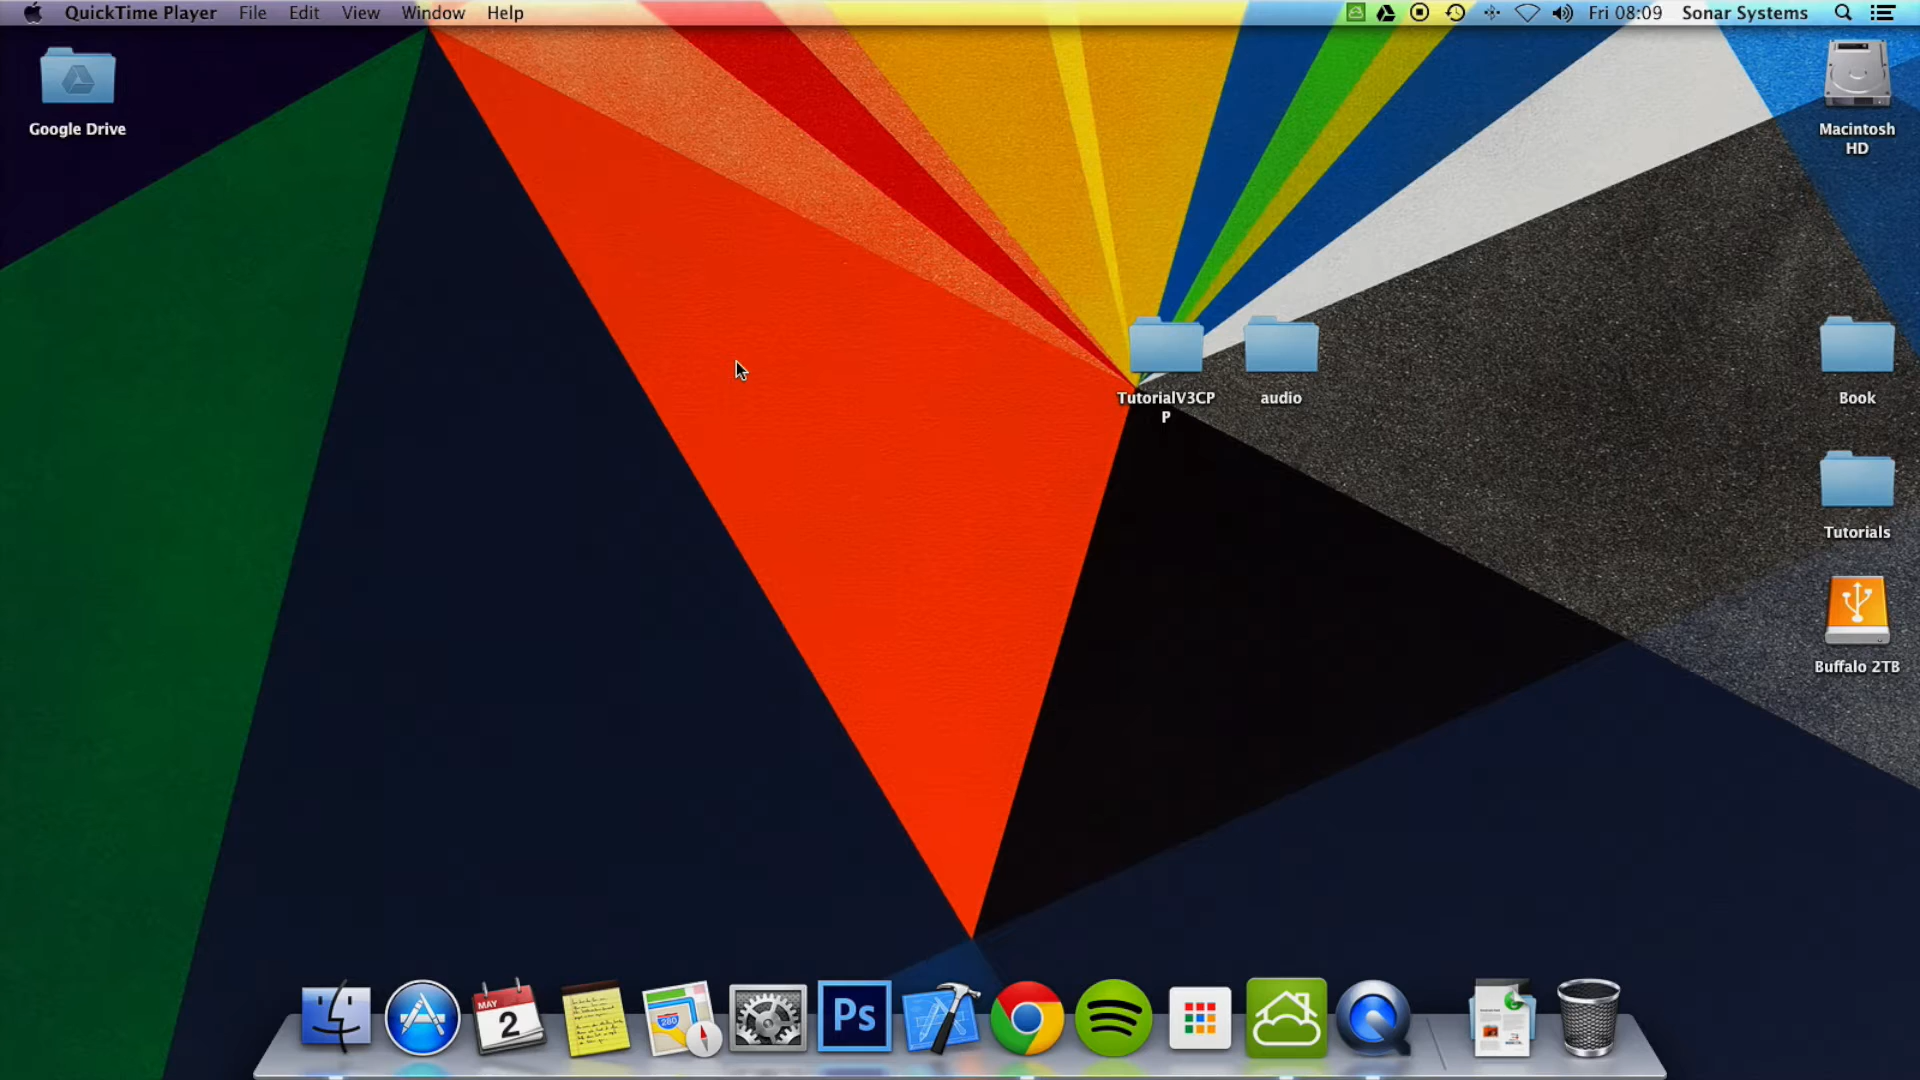 QuickTime Player File Edit View Window Help Fri 08:09 Sonar Systems
Google Drive
Macintosh
HD
TutorialV3CP
P
audio
Book
Tutorials
Buffalo 2TB
MAY
2
280
Ps